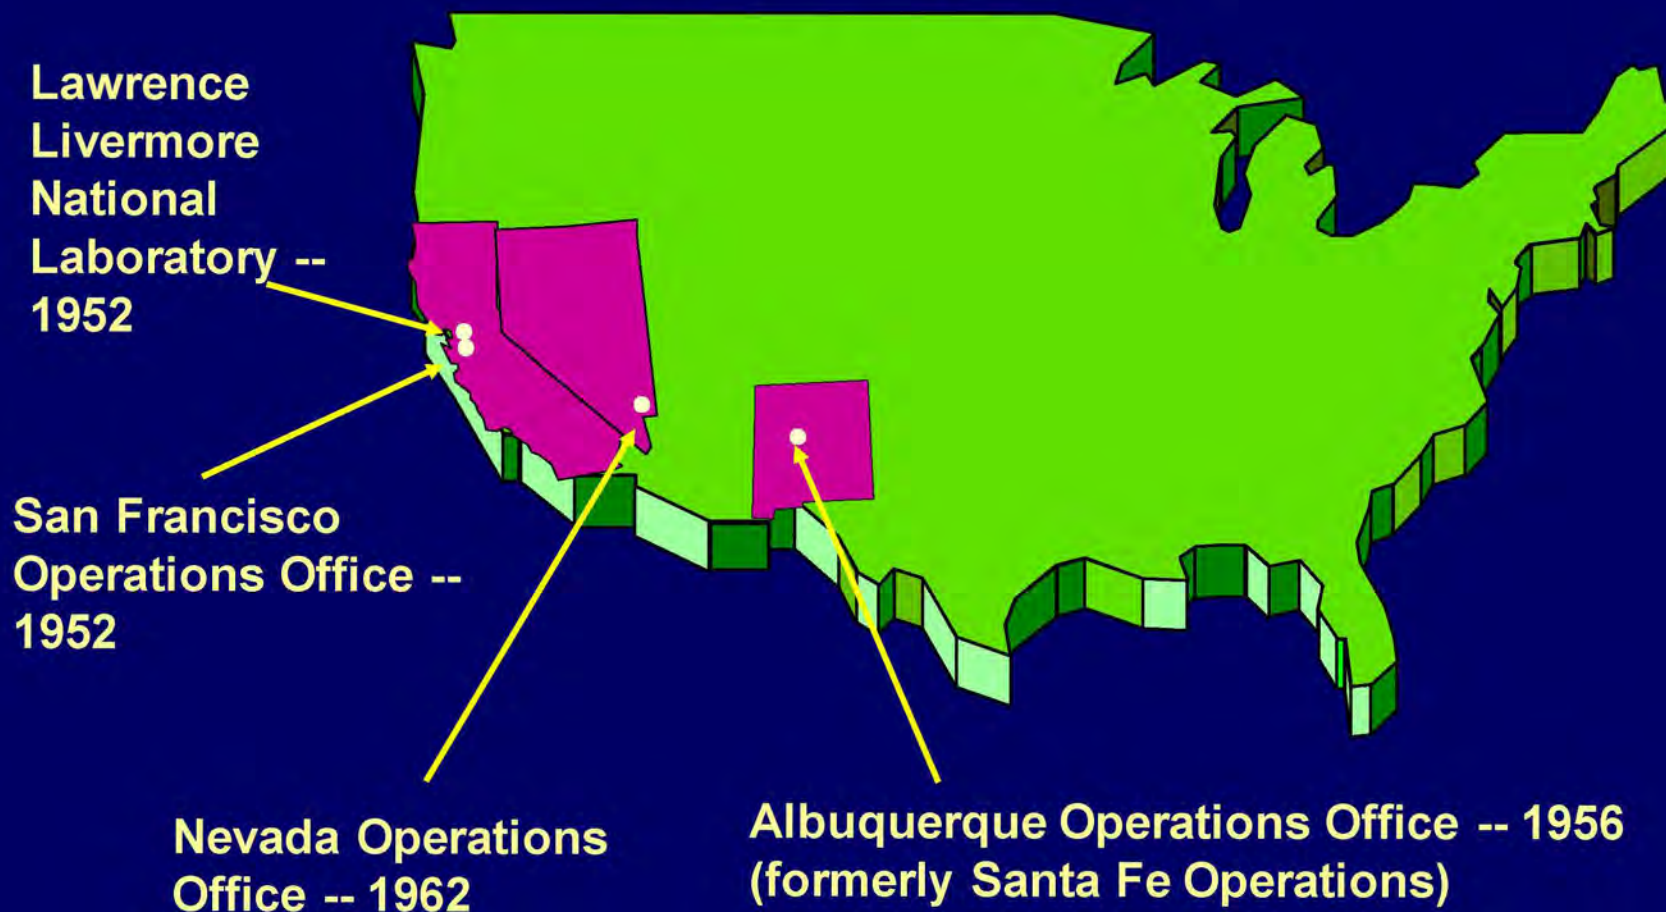 Lawrence
Livermore
National
Laboratory --
1952
San Francisco
Operations Office --
1952
Nevada Operations
Office -- 1962
Albuquerque Operations Office -- 1956
(formerly Santa Fe Operations)